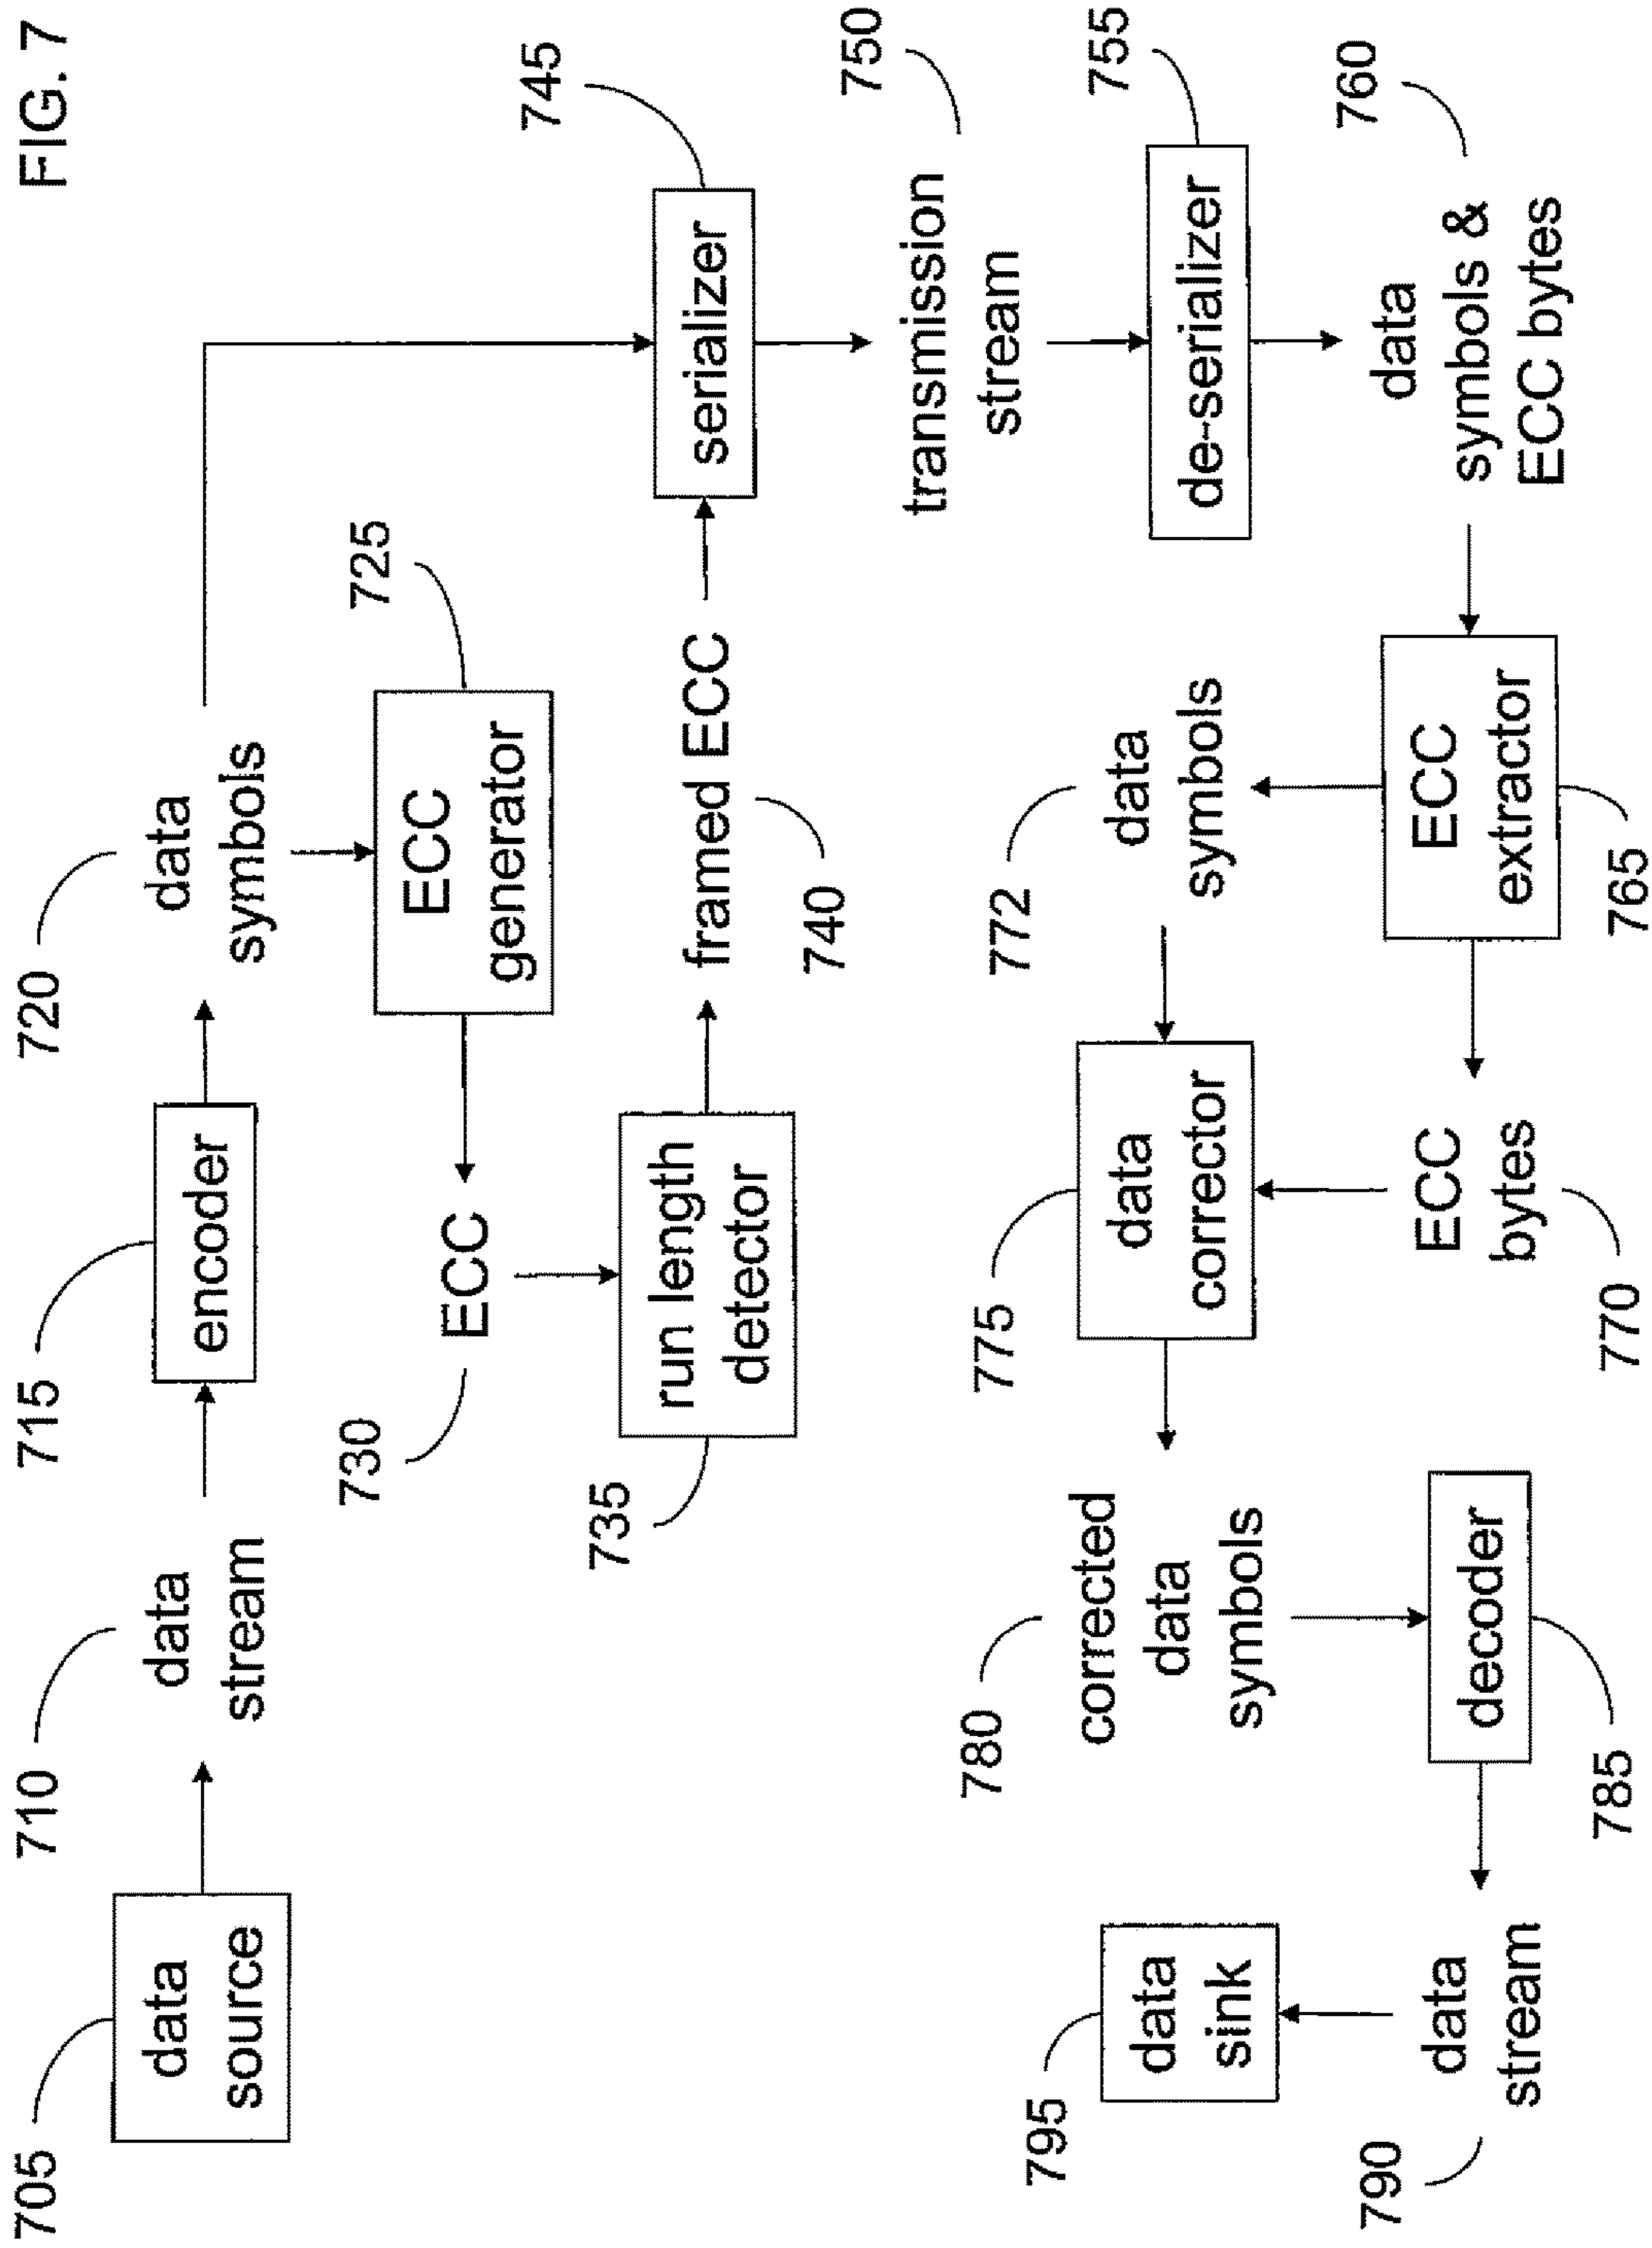 FIG. 7
705
data
source
710
data
stream
715
encoder
720
data
symbols
725
ECC
generator
730
ECC
735
run length
detector
740
framed ECC
745
serializer
750
transmission
stream
755
de-serializer
760
data
symbols &
ECC bytes
765
ECC
extractor
770
ECC
bytes
772
data
symbols
775
data
corrector
780
corrected
data
symbols
785
decoder
790
data
stream
795
data
sink